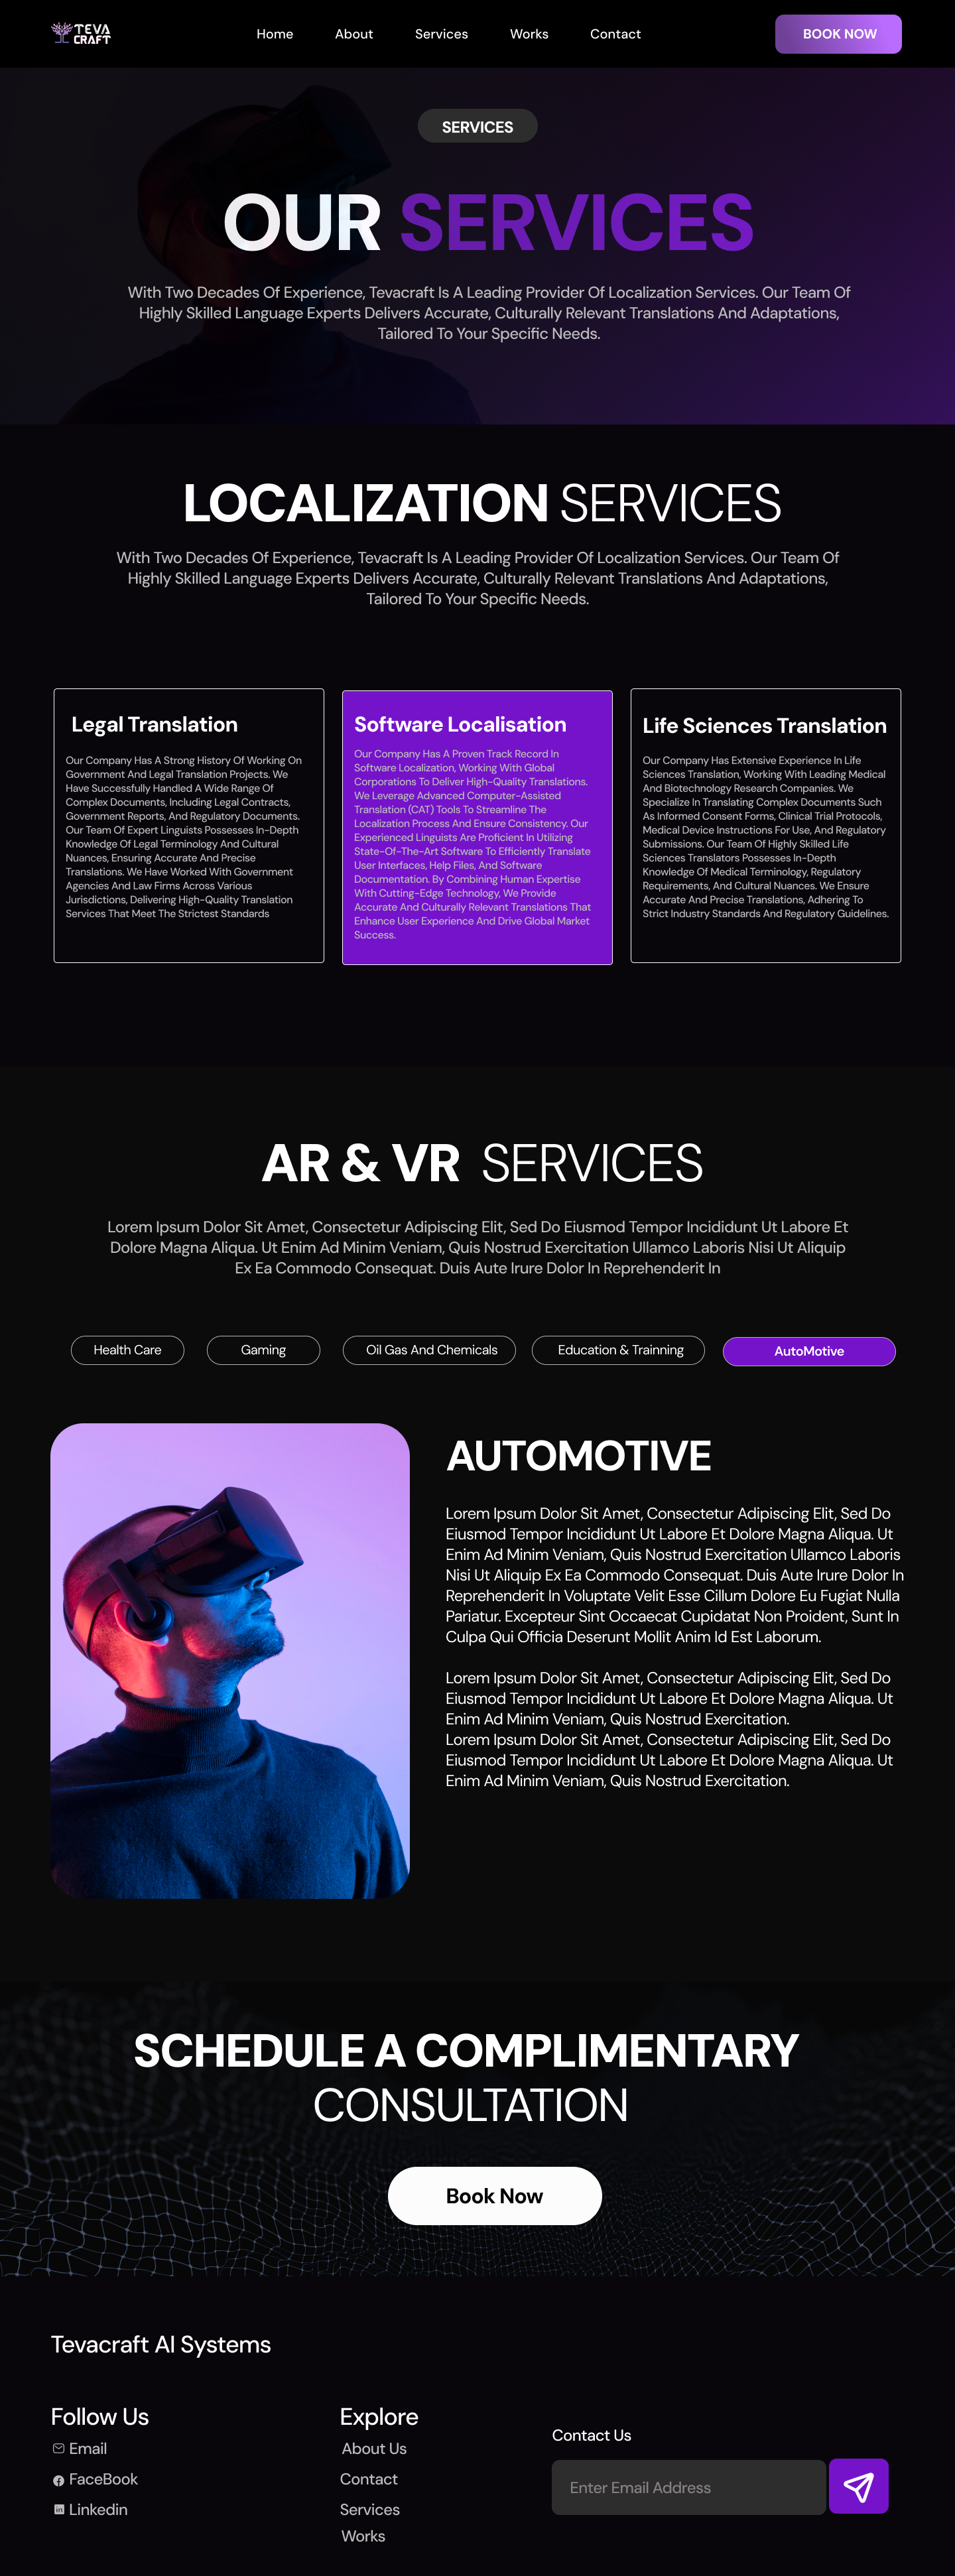 TEVA
CRAFT
Home About Services Works Contact
BOOK NOW
SERVICES
OUR SERVICES
With Two Decades Of Experience, Tevacraft Is A Leading Provider Of Localization Services. Our Team Of
Highly Skilled Language Experts Delivers Accurate, Culturally Relevant Translations And Adaptations,
Tailored To Your Specific Needs.
LOCALIZATION SERVICES
With Two Decades Of Experience, Tevacraft Is A Leading Provider Of Localization Services. Our Team Of
Highly Skilled Language Experts Delivers Accurate, Culturally Relevant Translations And Adaptations,
Tailored To Your Specific Needs.
Legal Translation
Our Company Has A Strong History Of Working On
Government And Legal Translation Projects. We
Have Successfully Handled A Wide Range Of
Complex Documents, Including Legal Contracts,
Government Reports, And Regulatory Documents.
Our Team Of Expert Linguists Possesses In-Depth
Knowledge Of Legal Terminology And Cultural
Nuances, Ensuring Accurate And Precise
Translations. We Have Worked With Government
Agencies And Law Firms Across Various
Jurisdictions, Delivering High-Quality Translation
Services That Meet The Strictest Standards
Software Localisation
Our Company Has A Proven Track Record In
Software Localization, Working With Global
Corporations To Deliver High-Quality Translations.
We Leverage Advanced Computer-Assisted
Translation (CAT) Tools To Streamline The
Localization Process And Ensure Consistency. Our
Experienced Linguists Are Proficient In Utilizing
State-Of-The-Art Software To Efficiently Translate
User Interfaces, Help Files, And Software
Documentation. By Combining Human Expertise
With Cutting-Edge Technology, We Provide
Accurate And Culturally Relevant Translations That
Enhance User Experience And Drive Global Market
Success.
Life Sciences Translation
Our Company Has Extensive Experience In Life
Sciences Translation, Working With Leading Medical
And Biotechnology Research Companies. We
Specialize In Translating Complex Documents Such
As Informed Consent Forms, Clinical Trial Protocols,
Medical Device Instructions For Use, And Regulatory
Submissions. Our Team Of Highly Skilled Life
Sciences Translators Possesses In-Depth
Knowledge Of Medical Terminology, Regulatory
Requirements, And Cultural Nuances. We Ensure
Accurate And Precise Translations, Adhering To
Strict Industry Standards And Regulatory Guidelines.
AR & VR SERVICES
Lorem Ipsum Dolor Sit Amet, Consectetur Adipiscing Elit, Sed Do Eiusmod Tempor Incididunt Ut Labore Et
Dolore Magna Aliqua. Ut Enim Ad Minim Veniam, Quis Nostrud Exercitation Ullamco Laboris Nisi Ut Aliquip
Ex Ea Commodo Consequat. Duis Aute Irure Dolor In Reprehenderit In
Health Care
Gaming
Oil Gas And Chemicals
Education & Trainning
AutoMotive
AUTOMOTIVE
Lorem Ipsum Dolor Sit Amet, Consectetur Adipiscing Elit, Sed Do
Eiusmod Tempor Incididunt Ut Labore Et Dolore Magna Aliqua. Ut
Enim Ad Minim Veniam, Quis Nostrud Exercitation Ullamco Laboris
Nisi Ut Aliquip Ex Ea Commodo Consequat. Duis Aute Irure Dolor In
Reprehenderit In Voluptate Velit Esse Cillum Dolore Eu Fugiat Nulla
Pariatur. Excepteur Sint Occaecat Cupidatat Non Proident, Sunt In
Culpa Qui Officia Deserunt Mollit Anim Id Est Laborum.
Lorem Ipsum Dolor Sit Amet, Consectetur Adipiscing Elit, Sed Do
Eiusmod Tempor Incididunt Ut Labore Et Dolore Magna Aliqua. Ut
Enim Ad Minim Veniam, Quis Nostrud Exercitation.
Lorem Ipsum Dolor Sit Amet, Consectetur Adipiscing Elit, Sed Do
Eiusmod Tempor Incididunt Ut Labore Et Dolore Magna Aliqua. Ut
Enim Ad Minim Veniam, Quis Nostrud Exercitation.
SCHEDULE A COMPLIMENTARY
CONSULTATION
Book Now
Tevacraft AI Systems
Follow Us
Email
FaceBook
Linkedin
Explore
About Us
Contact
Services
Works
Contact Us
Enter Email Address